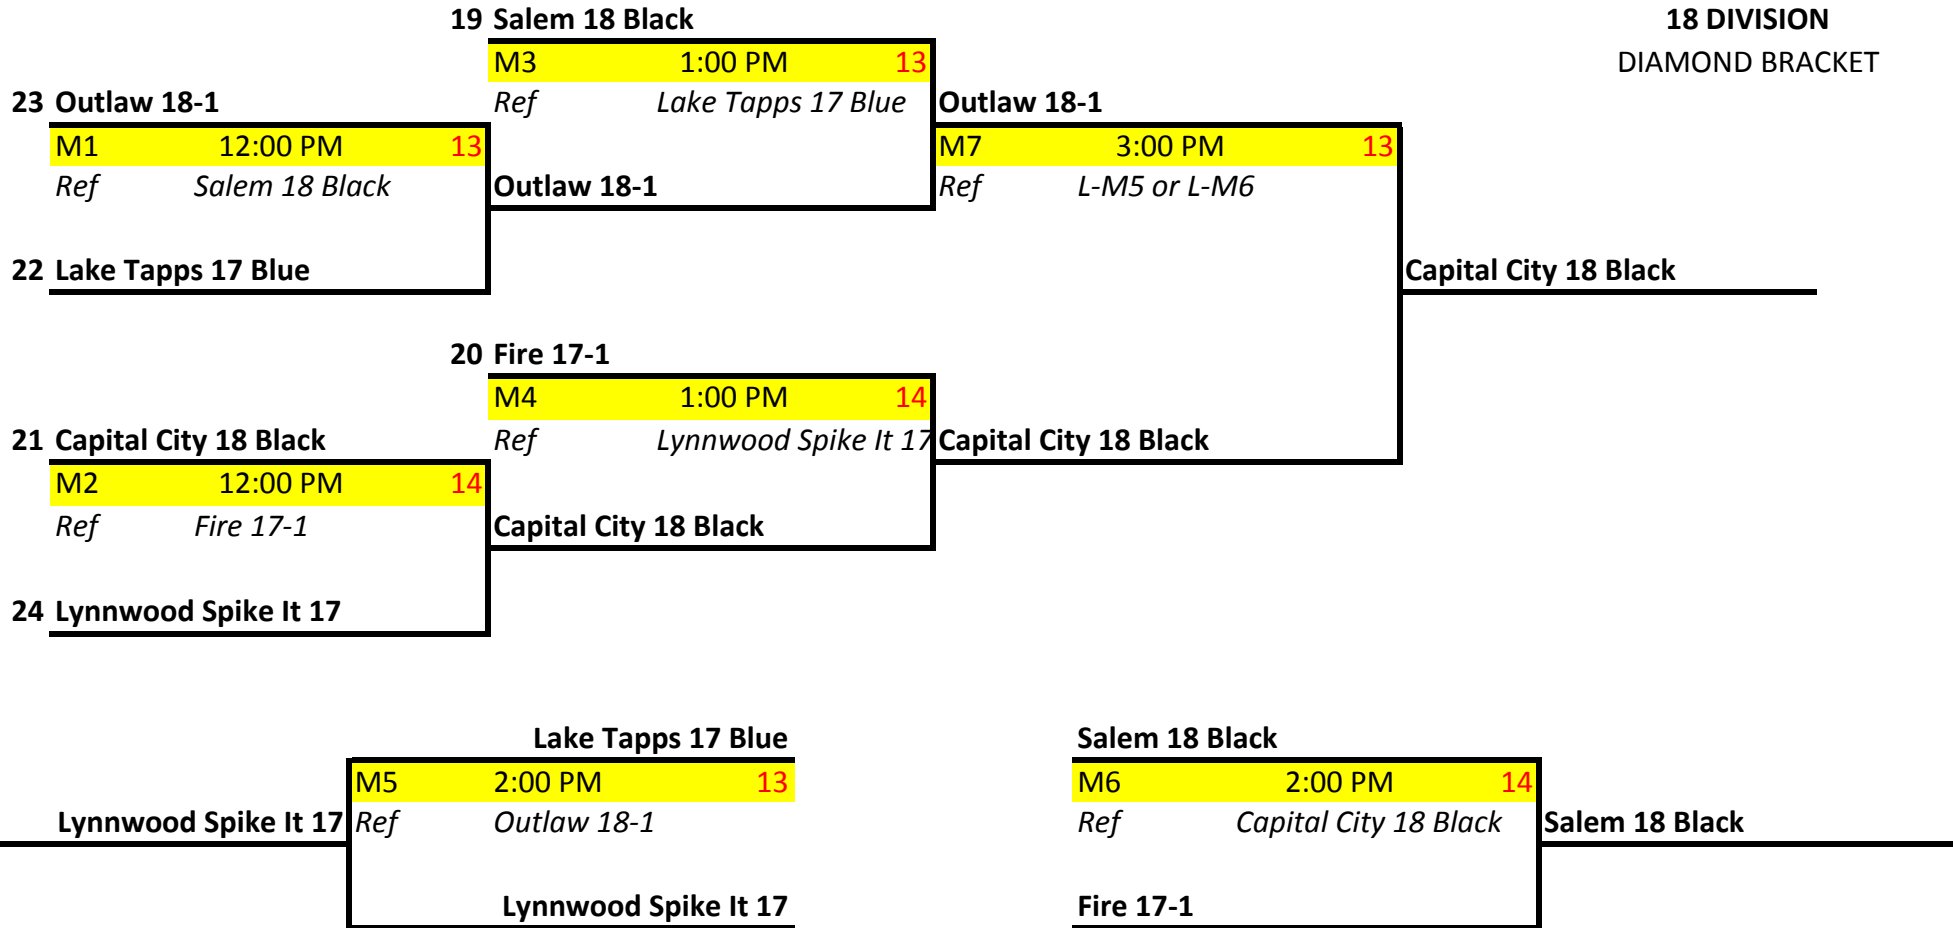 19 Salem 18 Black 18 DIVISION
M3 1:00 PM 13 DIAMOND BRACKET
23 Outlaw 18-1 Ref Lake Tapps 17 Blue Outlaw 18-1
M1 12:00 PM 13 M7 3:00 PM 13
Ref Salem 18 Black Outlaw 18-1 Ref L-M5 or L-M6
22 Lake Tapps 17 Blue Capital City 18 Black
20 Fire 17-1
M4 1:00 PM 14
21 Capital City 18 Black Ref Lynnwood Spike It 17 Capital City 18 Black
M2 12:00 PM 14
Ref Fire 17-1 Capital City 18 Black
24 Lynnwood Spike It 17
Lake Tapps 17 Blue Salem 18 Black
M5 2:00 PM 13 M6 2:00 PM 14
Lynnwood Spike It 17 Ref Outlaw 18-1 Ref Capital City 18 Black Salem 18 Black
Lynnwood Spike It 17 Fire 17-1